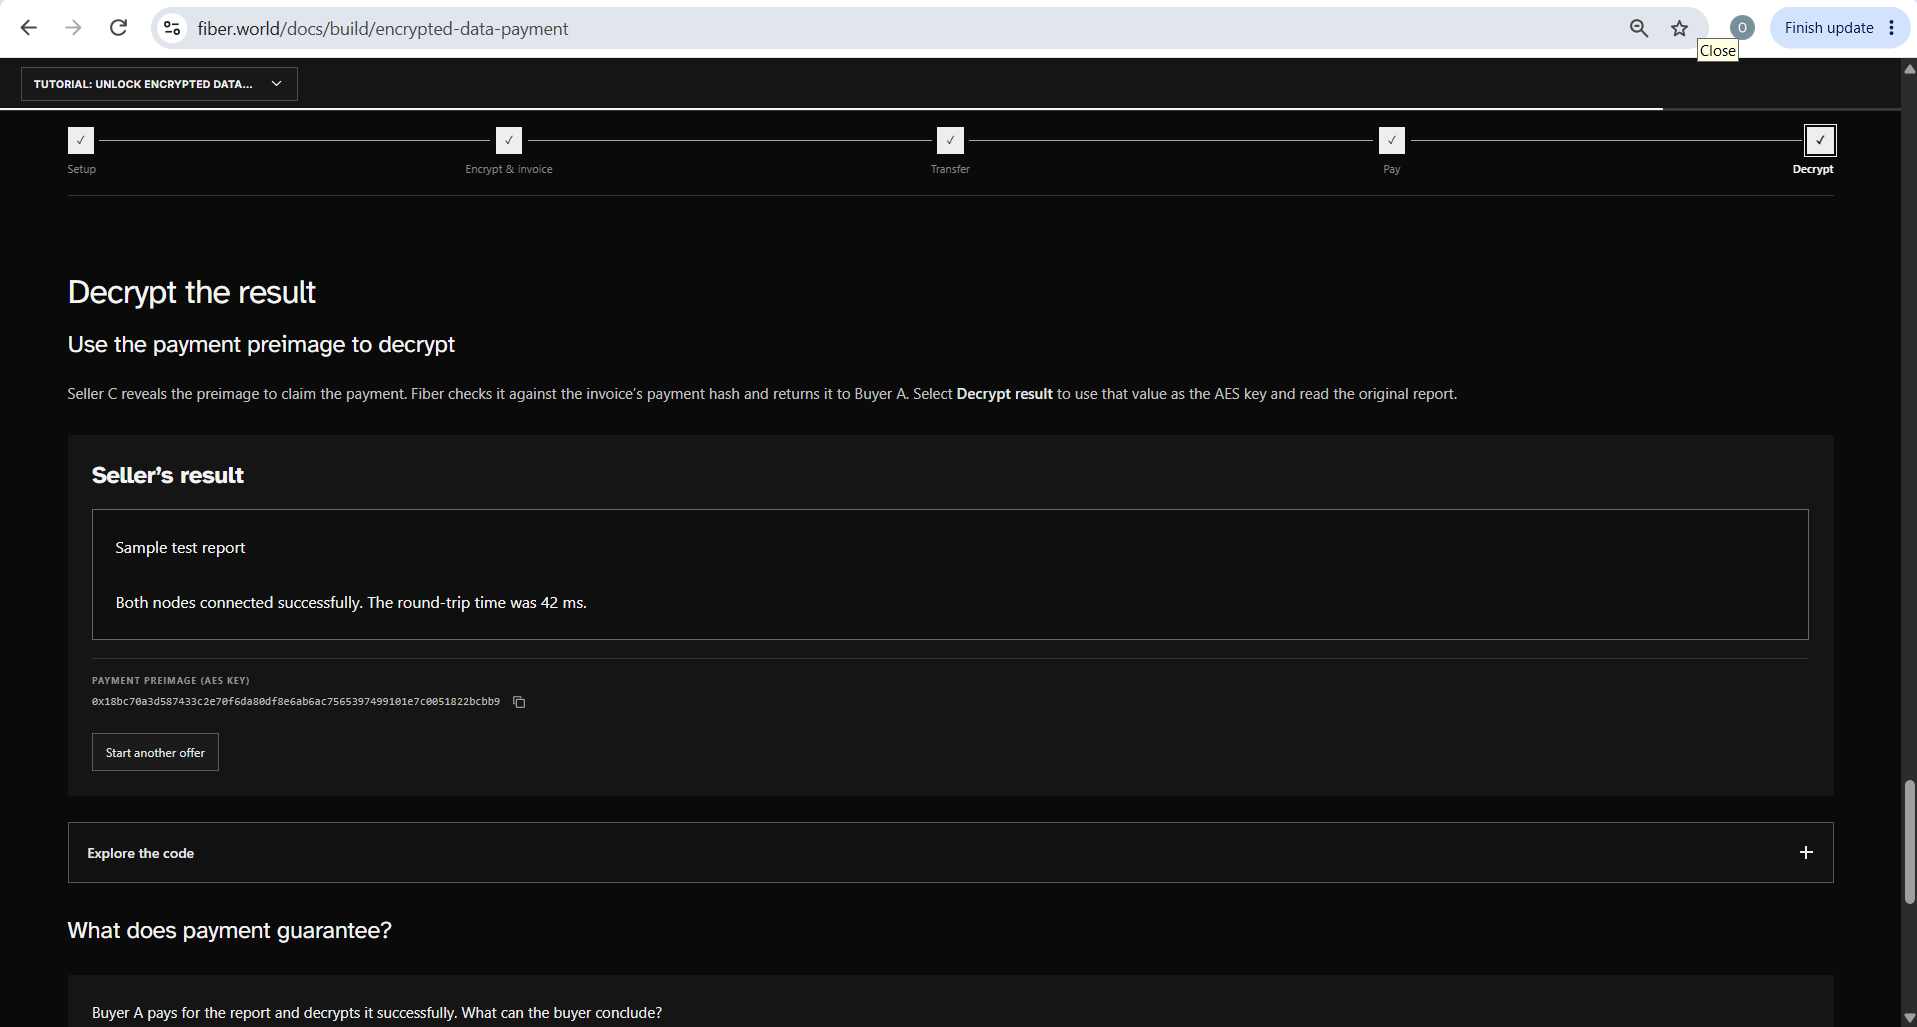 fiber.world/docs/build/encrypted-data-payment
O
Finish update
Close
TUTORIAL: UNLOCK ENCRYPTED DATA...
Setup
Encrypt & invoice
Transfer
Pay
Decrypt
Decrypt the result
Use the payment preimage to decrypt
Seller C reveals the preimage to claim the payment. Fiber checks it against the invoice’s payment hash and returns it to Buyer A. Select Decrypt result to use that value as the AES key and read the original report.
Seller’s result
Sample test report
Both nodes connected successfully. The round-trip time was 42 ms.
PAYMENT PREIMAGE (AES KEY)
0x18bc70a3d587433c2e70f6da80df8e6ab6ac7565397499101e7c0051822bcbb9
Start another offer
Explore the code
What does payment guarantee?
Buyer A pays for the report and decrypts it successfully. What can the buyer conclude?